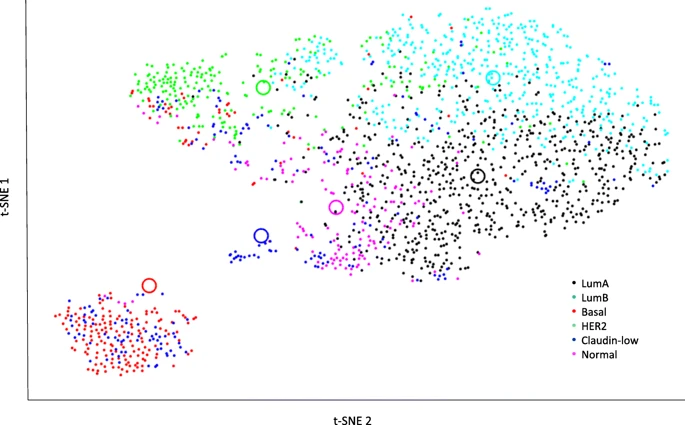 t-SNE 1
LumA
LumB
Basal
HER2
Claudin-low
Normal
t-SNE 2